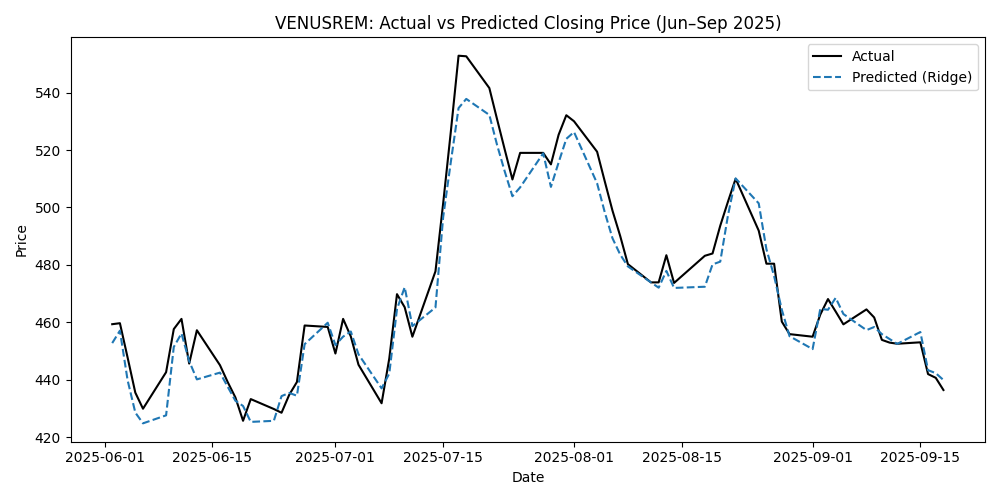 VENUSREM: Actual vs Predicted Closing Price (Jun–Sep 2025)
Actual
Predicted (Ridge)
Price
540
520
500
480
460
440
420
2025-06-01 2025-06-15 2025-07-01 2025-07-15 2025-08-01 2025-08-15 2025-09-01 2025-09-15
Date